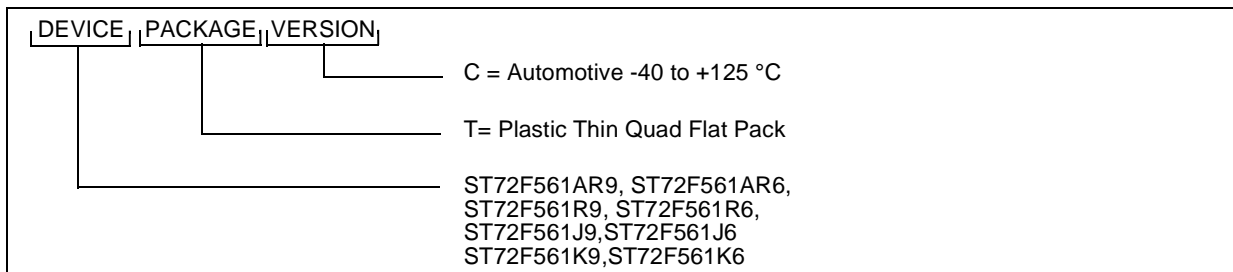 DEVICE PACKAGE VERSION
C = Automotive -40 to +125 °C
T= Plastic Thin Quad Flat Pack
ST72F561AR9, ST72F561AR6,
ST72F561R9, ST72F561R6,
ST72F561J9,ST72F561J6
ST72F561K9,ST72F561K6